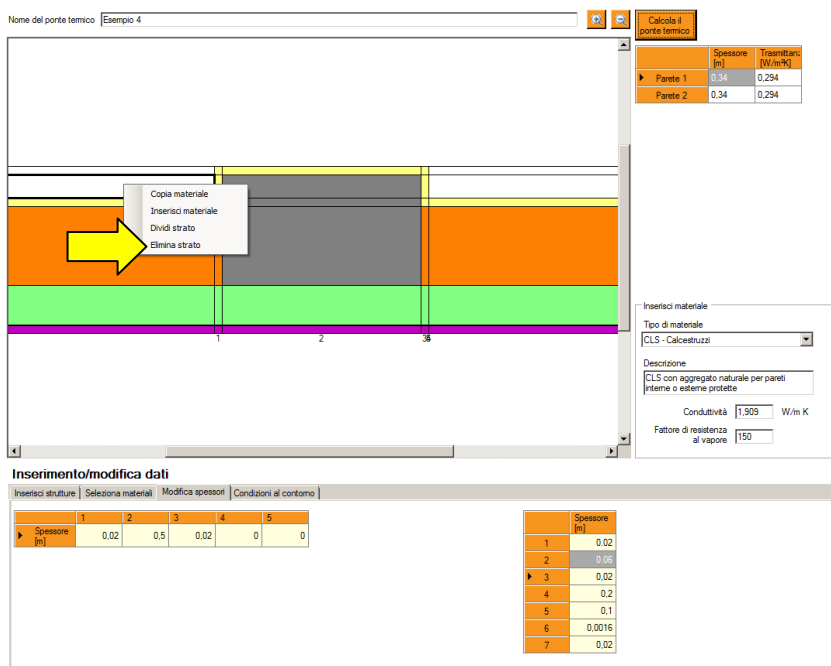 Nome del ponte termico Esempio 4
Calcola il
ponte termico
Spessore
[m]
Trasmittan:
[W/m²K]
Parete 1 0,34 0,294
Parete 2 0,34 0,294
Copia materiale
Inserisci materiale
Dividi strato
Elimina strato
1 2
Inserisci materiale
Tipo di materiale
CLS - Calcestruzzi
Descrizione
CLS con aggregato naturale per pareti
interne o esterne protette
Conduttività 1,909 W/m K
Fattore di resistenza
al vapore 150
Inserimento/modifica dati
Inserisci strutture Seleziona materiali Modifica spessori Condizioni al contorno
1 2 3 4 5
Spessore
[m]
0,02 0,5 0,02 0 0
Spessore
[m]
1 0.02
2 0.06
3 0,02
4 0,2
5 0,1
6 0,0016
7 0,02